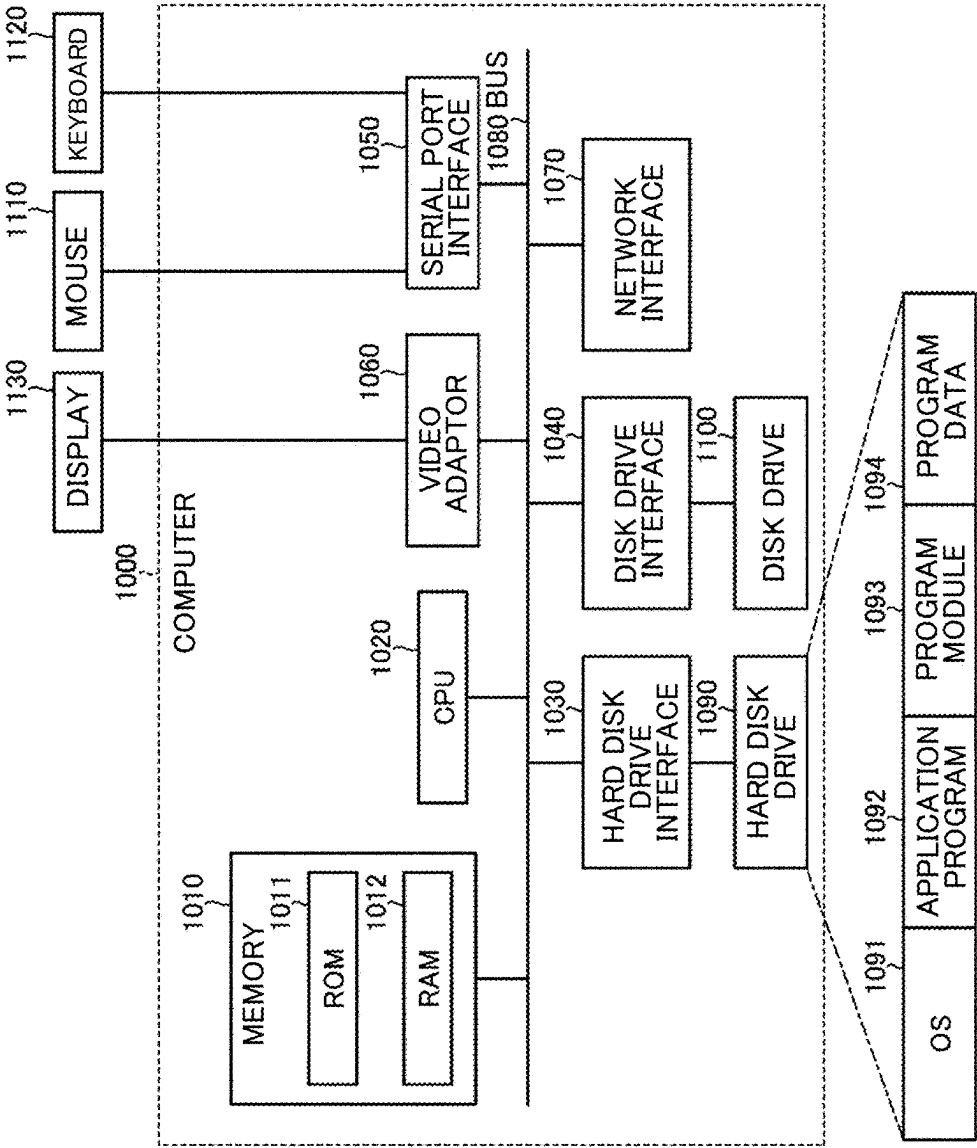 1000
COMPUTER
1010
MEMORY
1011
ROM
1012
RAM
1020
CPU
1130
DISPLAY
1060
VIDEO
ADAPTOR
1110
MOUSE
1120
KEYBOARD
1050
SERIAL PORT
INTERFACE
1080 BUS
1030
HARD DISK
DRIVE
INTERFACE
1090
HARD DISK
DRIVE
1040
DISK DRIVE
INTERFACE
1100
DISK DRIVE
1070
NETWORK
INTERFACE
1091
OS
1092
APPLICATION
PROGRAM
1093
PROGRAM
MODULE
1094
PROGRAM
DATA